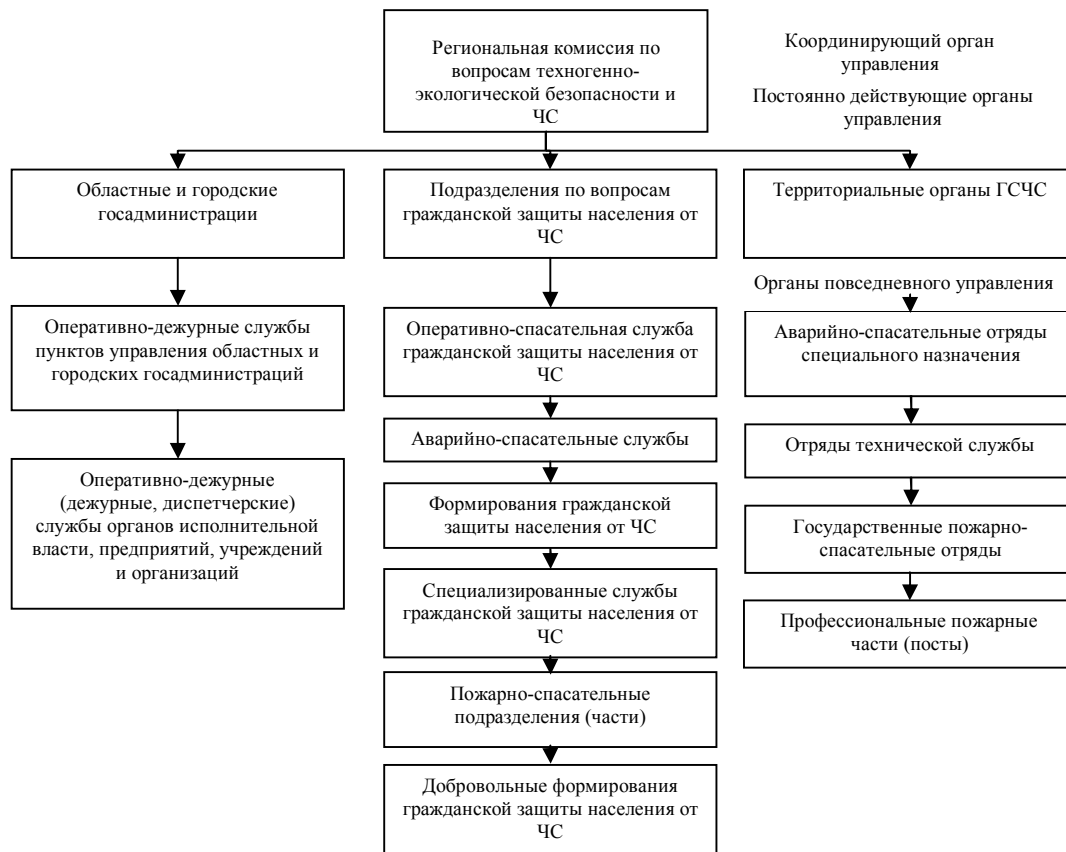 Региональная комиссия по
вопросам техногенно-
экологической безопасности и
ЧС
Координирующий орган
управления
Постоянно действующие органы
управления
Областные и городские
госадминистрации
Подразделения по вопросам
гражданской защиты населения от
ЧС
Территориальные органы ГСЧС
Органы повседневного управления
Оперативно-дежурные службы
пунктов управления областных и
городских госадминистраций
Оперативно-спасательная служба
гражданской защиты населения от
ЧС
Аварийно-спасательные отряды
специального назначения
Оперативно-дежурные
(дежурные, диспетчерские)
службы органов исполнительной
власти, предприятий, учреждений
и организаций
Аварийно-спасательные службы
Отряды технической службы
Формирования гражданской
защиты населения от ЧС
Государственные пожарно-
спасательные отряды
Специализированные службы
гражданской защиты населения от
ЧС
Профессиональные пожарные
части (посты)
Пожарно-спасательные
подразделения (части)
Добровольные формирования
гражданской защиты населения от
ЧС